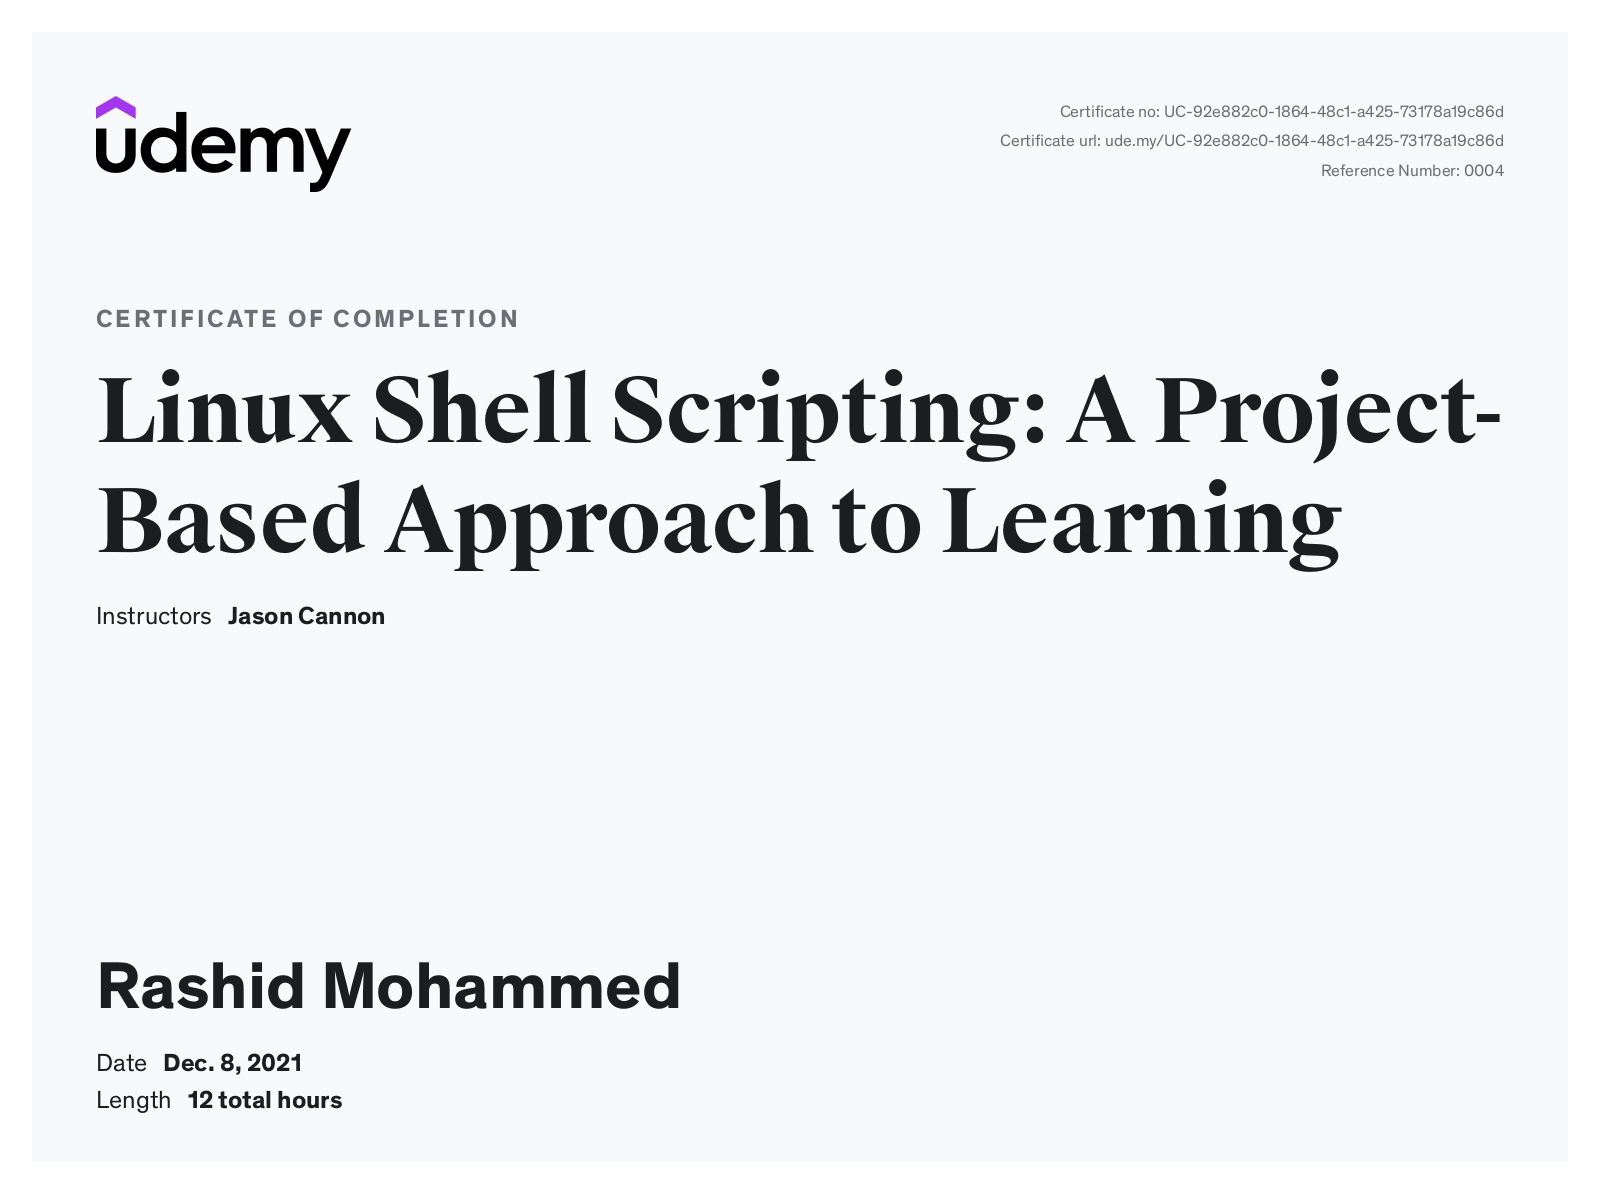 udemy
Certificate no: UC-92e882c0-1864-48c1-a425-73178a19c86d
Certificate url: ude.my/UC-92e882c0-1864-48c1-a425-73178a19c86d
Reference Number: 0004
CERTIFICATE OF COMPLETION
Linux Shell Scripting: A Project-
Based Approach to Learning
Instructors Jason Cannon
Rashid Mohammed
Date Dec. 8, 2021
Length 12 total hours